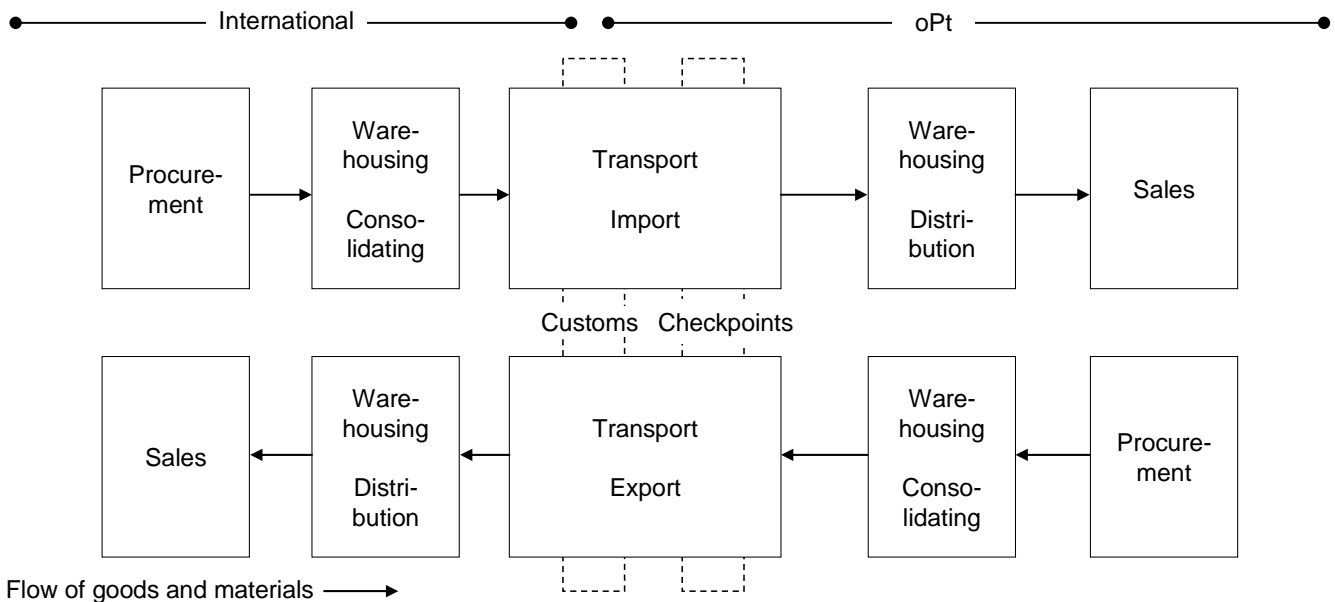 International
oPt
Procure-
ment
Ware-
housing
Conso-
lidating
Transport
Import
Ware-
housing
Distri-
bution
Sales
Customs
Checkpoints
Sales
Ware-
housing
Distri-
bution
Transport
Export
Ware-
housing
Conso-
lidating
Procure-
ment
Flow of goods and materials